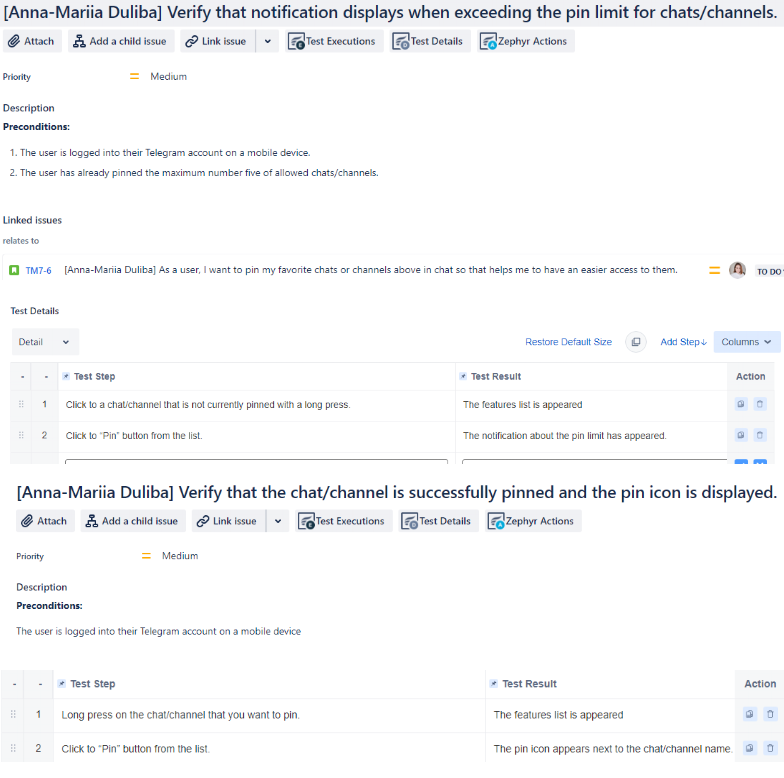 [Anna-Mariia Duliba] Verify that notification displays when exceeding the pin limit for chats/channels.
Attach Add a child issue Link issue Test Executions Test Details Zephyr Actions
Priority Medium
Description
Preconditions:
1. The user is logged into their Telegram account on a mobile device.
2. The user has already pinned the maximum number five of allowed chats/channels.
Linked issues
relates to
TM7-6 [Anna-Mariia Duliba] As a user, I want to pin my favorite chats or channels above in chat so that helps me to have an easier access to them. TO DO
Test Details
Detail Restore Default Size Add Step↓ Columns
- - Test Step Test Result Action
1 Click to a chat/channel that is not currently pinned with a long press. The features list is appeared
2 Click to “Pin” button from the list. The notification about the pin limit has appeared.
[Anna-Mariia Duliba] Verify that the chat/channel is successfully pinned and the pin icon is displayed.
Attach Add a child issue Link issue Test Executions Test Details Zephyr Actions
Priority Medium
Description
Preconditions:
The user is logged into their Telegram account on a mobile device
- - Test Step Test Result Action
1 Long press on the chat/channel that you want to pin. The features list is appeared
2 Click to “Pin” button from the list. The pin icon appears next to the chat/channel name.